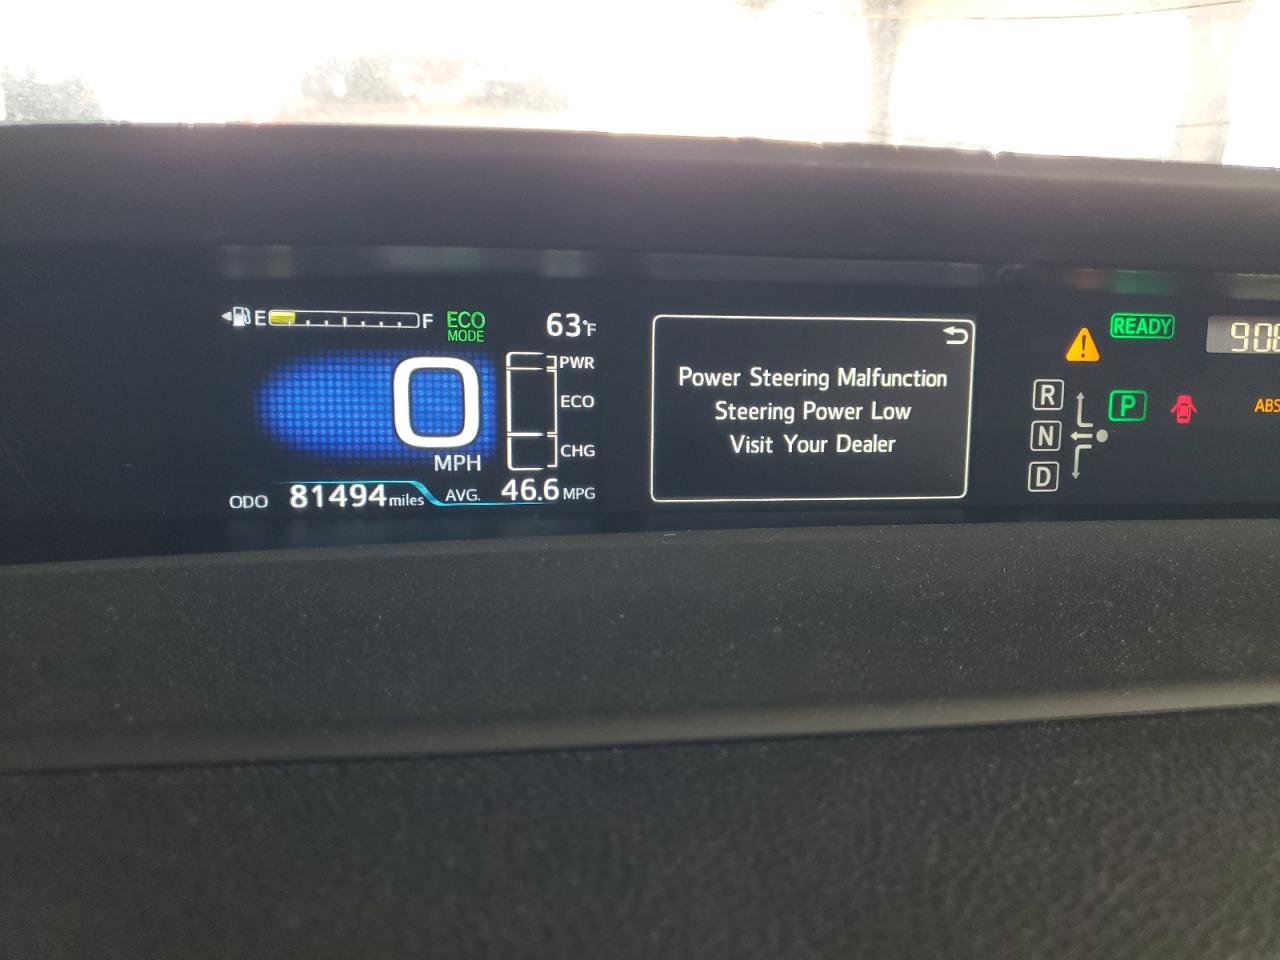 E F ECO
MODE
63°F
0
MPH
PWR
ECO
CHG
ODO 81494 miles AVG. 46.6 MPG
Power Steering Malfunction
Steering Power Low
Visit Your Dealer
READY
R
N
D
P
ABS